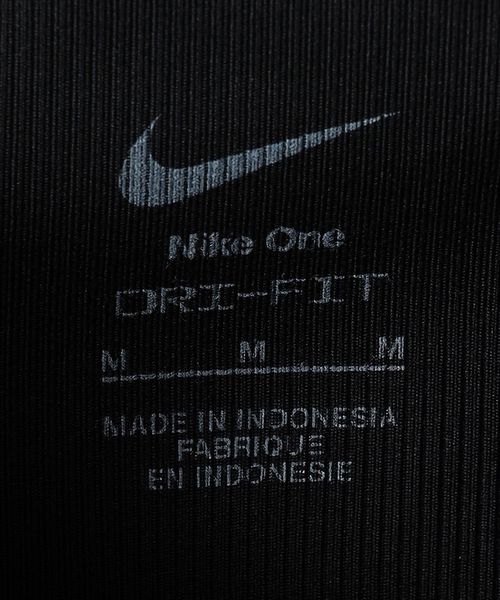 Nike One
DRI-FIT
M M M
MADE IN INDONESIA
FABRIQUE
EN INDONESIE